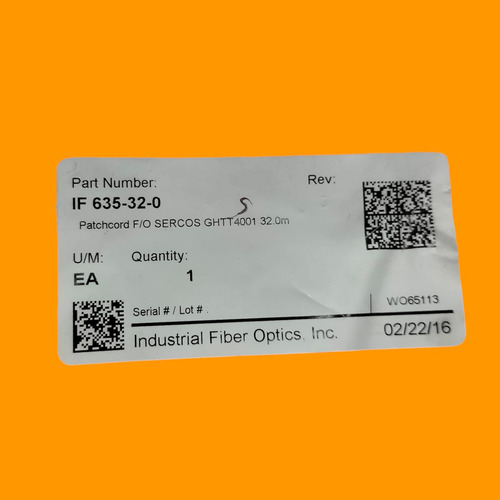 Part Number:
Rev:
IF 635-32-0
Patchcord F/O SERCOS GHTT4001 32.0m
U/M:
Quantity:
EA
1
Serial # / Lot # .
WO65113
Industrial Fiber Optics, Inc.
02/22/16